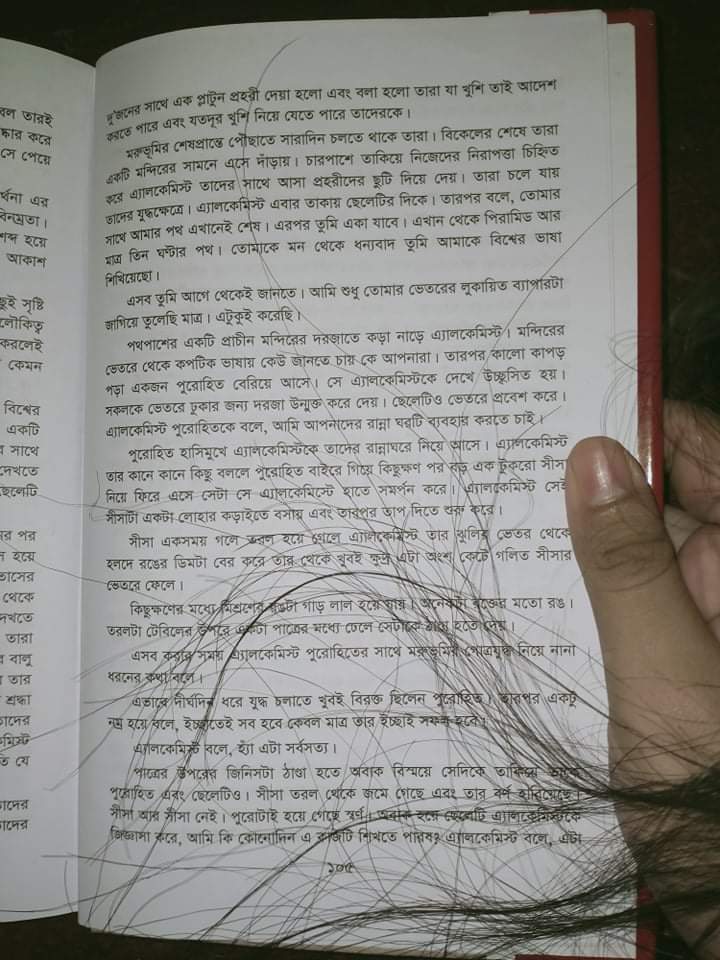 বল তারই
ষ্কার করে
সে পেয়ে
র্থনা এর
বিনম্রতা।
শব্দ হয়ে
আকাশ
ছুই সৃষ্টি
লৌকিত্ব
করলেই
কেমন
বিশ্বের
একটি
র সাথে
দেখতে
ছেলেটি
নর পর
স হয়ে
তাসের
থেকে
দেখতে
তারা
র বালু
র তার
শ্রদ্ধা
তাদের
কমিস্ট
তি যে
তাদের
তাদের
দু'জনের সাথে এক প্লাটুন প্রহরী দেয়া হলো এবং বলা হলো তারা যা খুশি তাই আদেশ
করতে পারে এবং যতদূর খুশি নিয়ে যেতে পারে তাদেরকে।
মরুভূমির শেষপ্রান্তে পৌঁছাতে সারাদিন চলতে থাকে তারা। বিকেলের শেষে তারা
একটি মন্দিরের সামনে এসে দাঁড়ায়। চারপাশে তাকিয়ে নিজেদের নিরাপত্তা চিহ্নিত
করে এ্যালকেমিস্ট তাদের সাথে আসা প্রহরীদের ছুটি দিয়ে দেয়। তারা চলে যায়
তাদের যুদ্ধক্ষেত্রে। এ্যালকেমিস্ট এবার তাকায় ছেলেটির দিকে। তারপর বলে, তোমার
সাথে আমার পথ এখানেই শেষ। এরপর তুমি একা যাবে। এখান থেকে পিরামিড আর
মাত্র তিন ঘণ্টার পথ। তোমাকে মন থেকে ধন্যবাদ তুমি আমাকে বিশ্বের ভাষা
শিখিয়েছো।
এসব তুমি আগে থেকেই জানতে। আমি শুধু তোমার ভেতরের লুকায়িত ব্যাপারটা
জাগিয়ে তুলেছি মাত্র। এটুকুই করেছি।
পথপাশের একটি প্রাচীন মন্দিরের দরজাতে কড়া নাড়ে এ্যালকেমিস্ট। মন্দিরের
ভেতরে থেকে কপটিক ভাষায় কেউ জানতে চায় কে আপনারা। তারপর কালো কাপড়
পড়া একজন পুরোহিত বেরিয়ে আসে। সে এ্যালকেমিস্টকে দেখে উচ্ছ্বসিত হয়।
সকলকে ভেতরে ঢুকার জন্য দরজা উন্মুক্ত করে দেয়। ছেলেটিও ভেতরে প্রবেশ করে।
এ্যালকেমিস্ট পুরোহিতকে বলে, আমি আপনাদের রান্না ঘরটি ব্যবহার করতে চাই।
পুরোহিত হাসিমুখে এ্যালকেমিস্টকে তাদের রান্নাঘরে নিয়ে আসে। এ্যালকেমিস্ট
তার কানে কানে কিছু বললে পুরোহিত বাইরে গিয়ে কিছুক্ষণ পর বড় এক টুকরো সীসা
নিয়ে ফিরে এসে সেটা সে এ্যালকেমিস্টে হাতে সমর্পন করে। এ্যালকেমিস্ট সেই
সীসাটা একটা লোহার কড়াইতে বসায় এবং তারপর তাপ দিতে শুরু করে।
সীসা একসময় গলে তরল হয়ে গেলে এ্যালকেমিস্ট তার ঝুলির ভেতর থেকে
হলদে রঙের ডিমটা বের করে তার থেকে খুবই ক্ষুদ্র এটা অংশ কেটে গলিত সীসার
ভেতরে ফেলে।
কিছুক্ষণের মধ্যে মিশ্রণের রঙটা গাড় লাল হয়ে যায়। অনেকটা রক্তের মতো রঙ।
তরলটা টেবিলের উপরে একটা পাত্রের মধ্যে ঢেলে সেটাকে ঠাণ্ডা হতে দেয়।
এসব করার সময় এ্যালকেমিস্ট পুরোহিতের সাথে মরুভূমির গোত্রযুদ্ধ নিয়ে নানা
ধরনের কথা বলে।
এভাবে দীর্ঘদিন ধরে যুদ্ধ চলাতে খুবই বিরক্ত ছিলেন পুরোহিত। তারপর একটু
নম্র হয়ে বলে, ইচ্ছাতেই সব হবে কেবল মাত্র তার ইচ্ছাই সফল হবে।
এ্যালকেমিস্ট বলে, হ্যাঁ এটা সর্বসত্য।
পাত্রের উপরের জিনিসটা ঠাণ্ডা হতে অবাক বিস্ময়ে সেদিকে তাকিয়ে থাকে
পুরোহিত এবং ছেলেটিও। সীসা তরল থেকে জমে গেছে এবং তার বর্ণ হারিয়েছে।
সীসা আর সীসা নেই। পুরোটাই হয়ে গেছে স্বর্ণ। অবাক হয়ে ছেলেটি এ্যালকেমিস্টকে
জিজ্ঞাসা করে, আমি কি কোনোদিন এ কাজটি শিখতে পারব? এ্যালকেমিস্ট বলে, এটা
১০৫